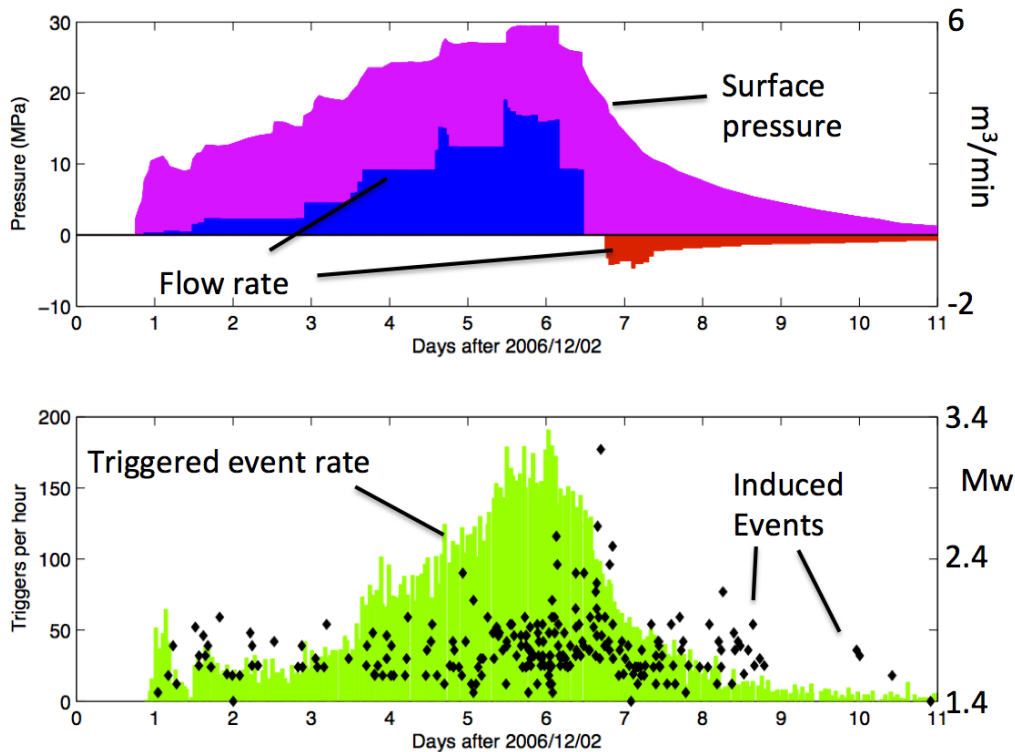 30
20
10
0
−10
Pressure (MPa)
6
-2
m³/min
Surface
pressure
Flow rate
0 1 2 3 4 5 6 7 8 9 10 11
Days after 2006/12/02
200
150
100
50
0
Triggers per hour
3.4
2.4
1.4
Mw
Triggered event rate
Induced
Events
0 1 2 3 4 5 6 7 8 9 10 11
Days after 2006/12/02